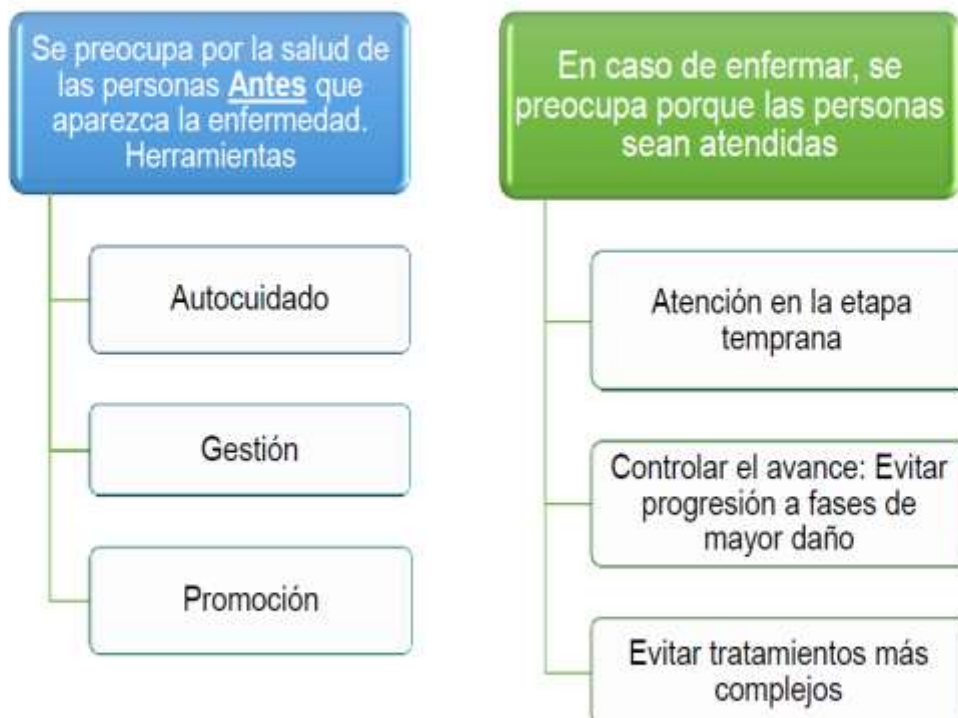 Se preocupa por la salud de
las personas Antes que
aparezca la enfermedad.
Herramientas
Autocuidado
Gestión
Promoción
En caso de enfermar, se
preocupa porque las personas
sean atendidas
Atención en la etapa
temprana
Controlar el avance: Evitar
progresión a fases de
mayor daño
Evitar tratamientos más
complejos